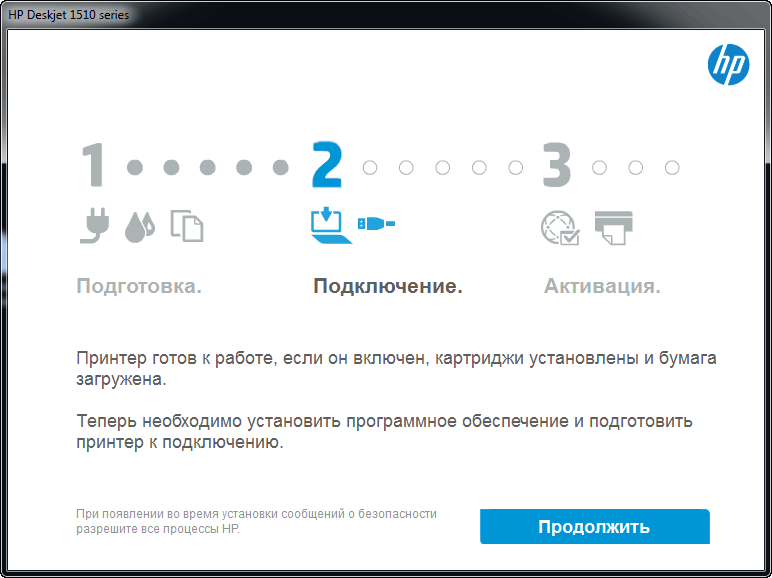 HP Deskjet 1510 series
hp
1 2 3
Подготовка. Подключение. Активация.
Принтер готов к работе, если он включен, картриджи установлены и бумага
загружена.
Теперь необходимо установить программное обеспечение и подготовить
принтер к подключению.
При появлении во время установки сообщений о безопасности
разрешите все процессы HP.
Продолжить